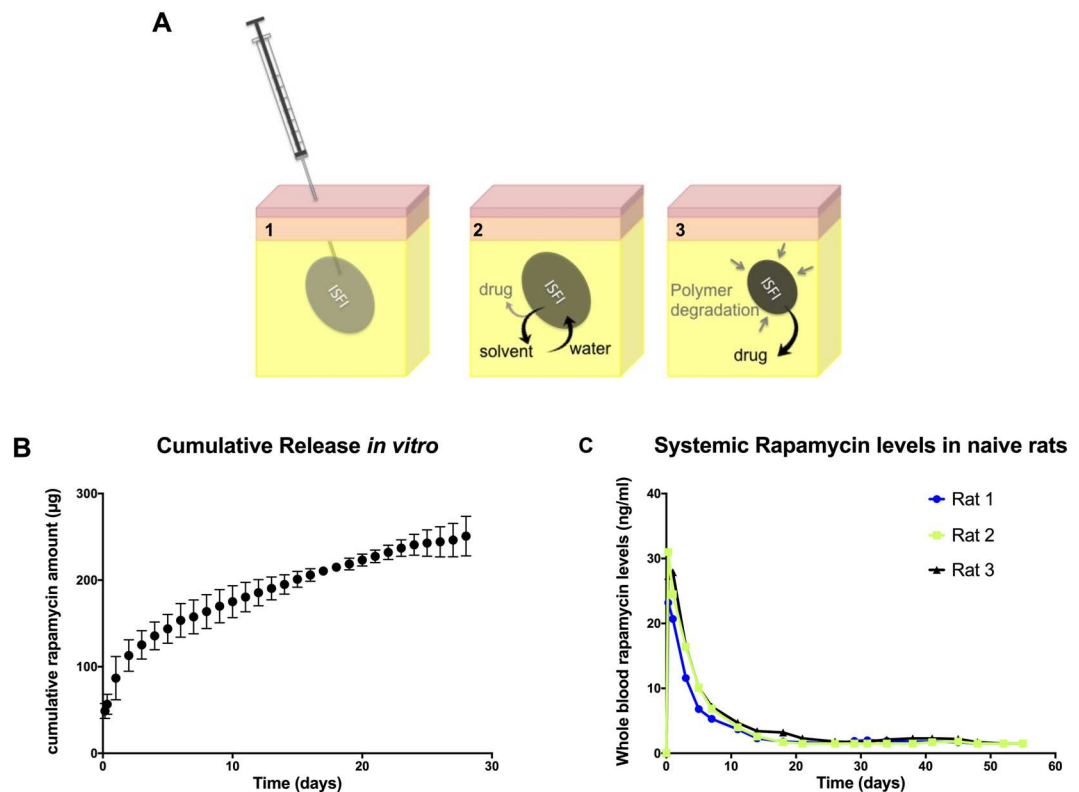 A
1
ISFI
2
ISFI
drug
solvent
water
3
ISFI
Polymer
degradation
drug
B
Cumulative Release in vitro
cumulative rapamycin amount (µg)
300
200
100
0
0 10 20 30
Time (days)
C
Systemic Rapamycin levels in naive rats
Whole blood rapamycin levels (ng/ml)
40
30
20
10
0
0 10 20 30 40 50 60
Time (days)
Rat 1
Rat 2
Rat 3